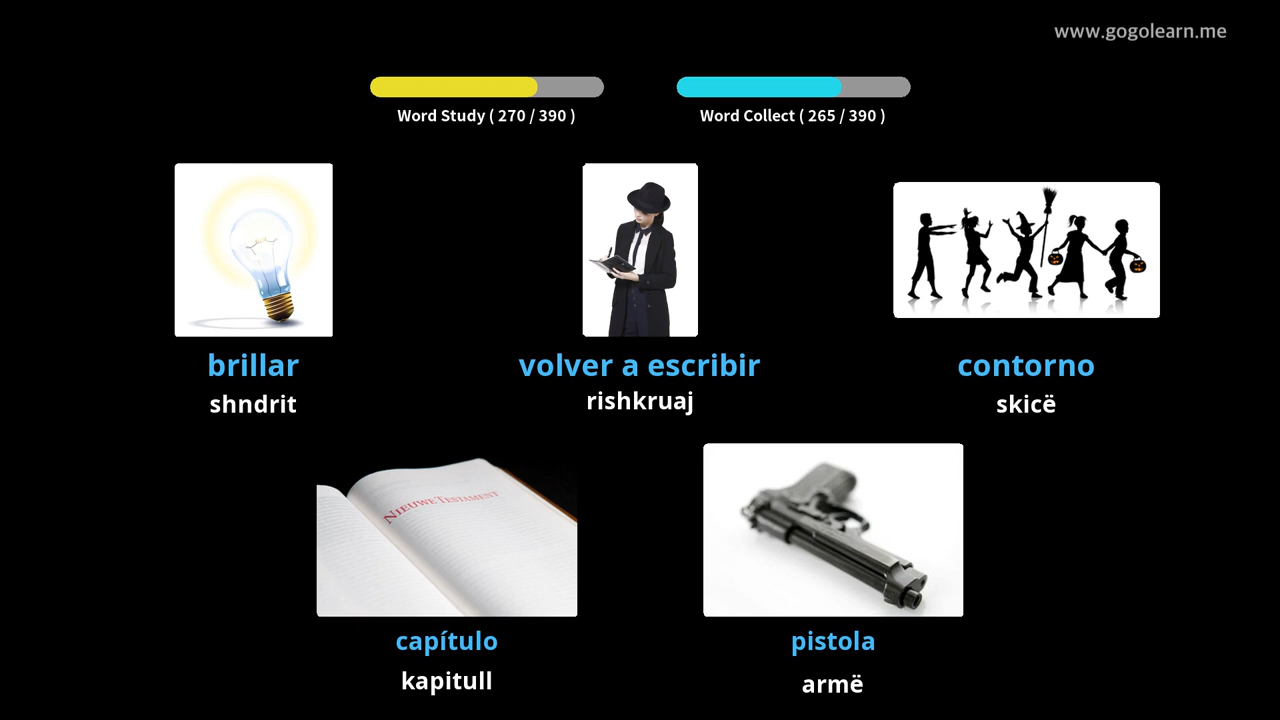 www.gogolearn.me
Word Study ( 270 / 390 )
Word Collect ( 265 / 390 )
brillar
shndrit
volver a escribir
rishkruaj
contorno
skicë
NIEUWE TESTAMENT
capítulo
kapitull
pistola
armë